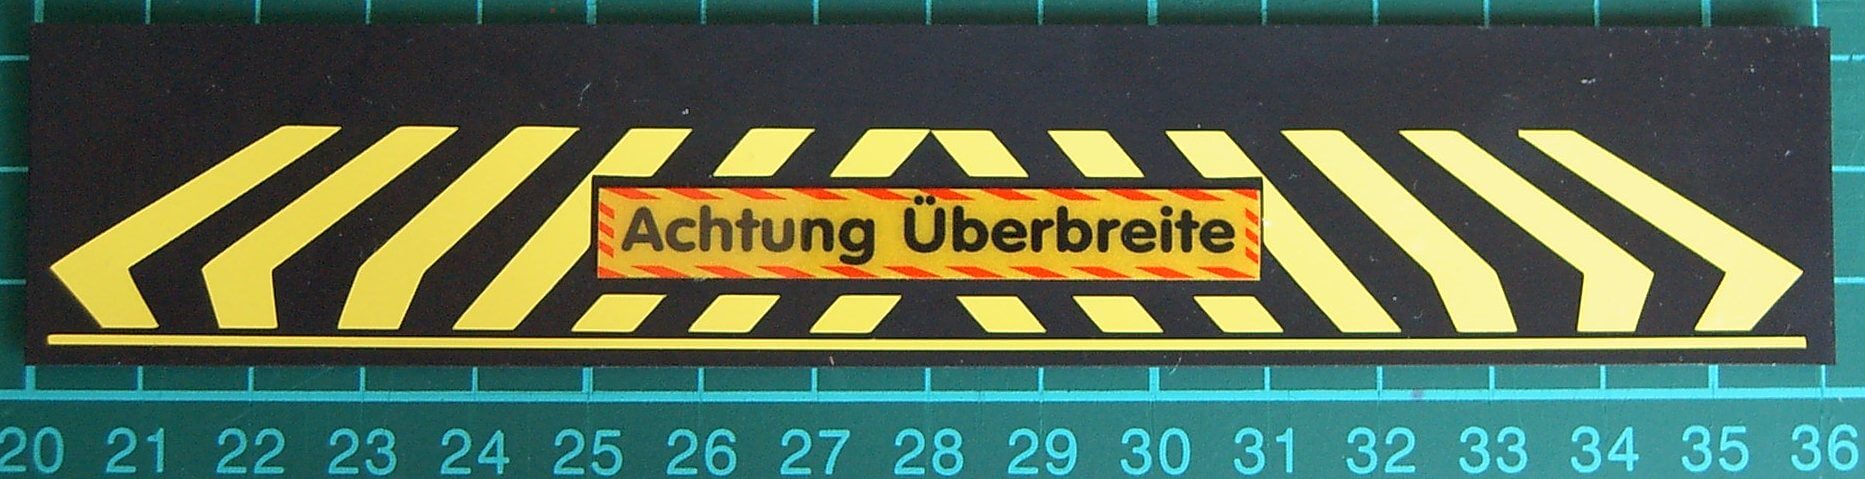 Achtung Überbreite
20 21 22 23 24 25 26 27 28 29 30 31 32 33 34 35 36